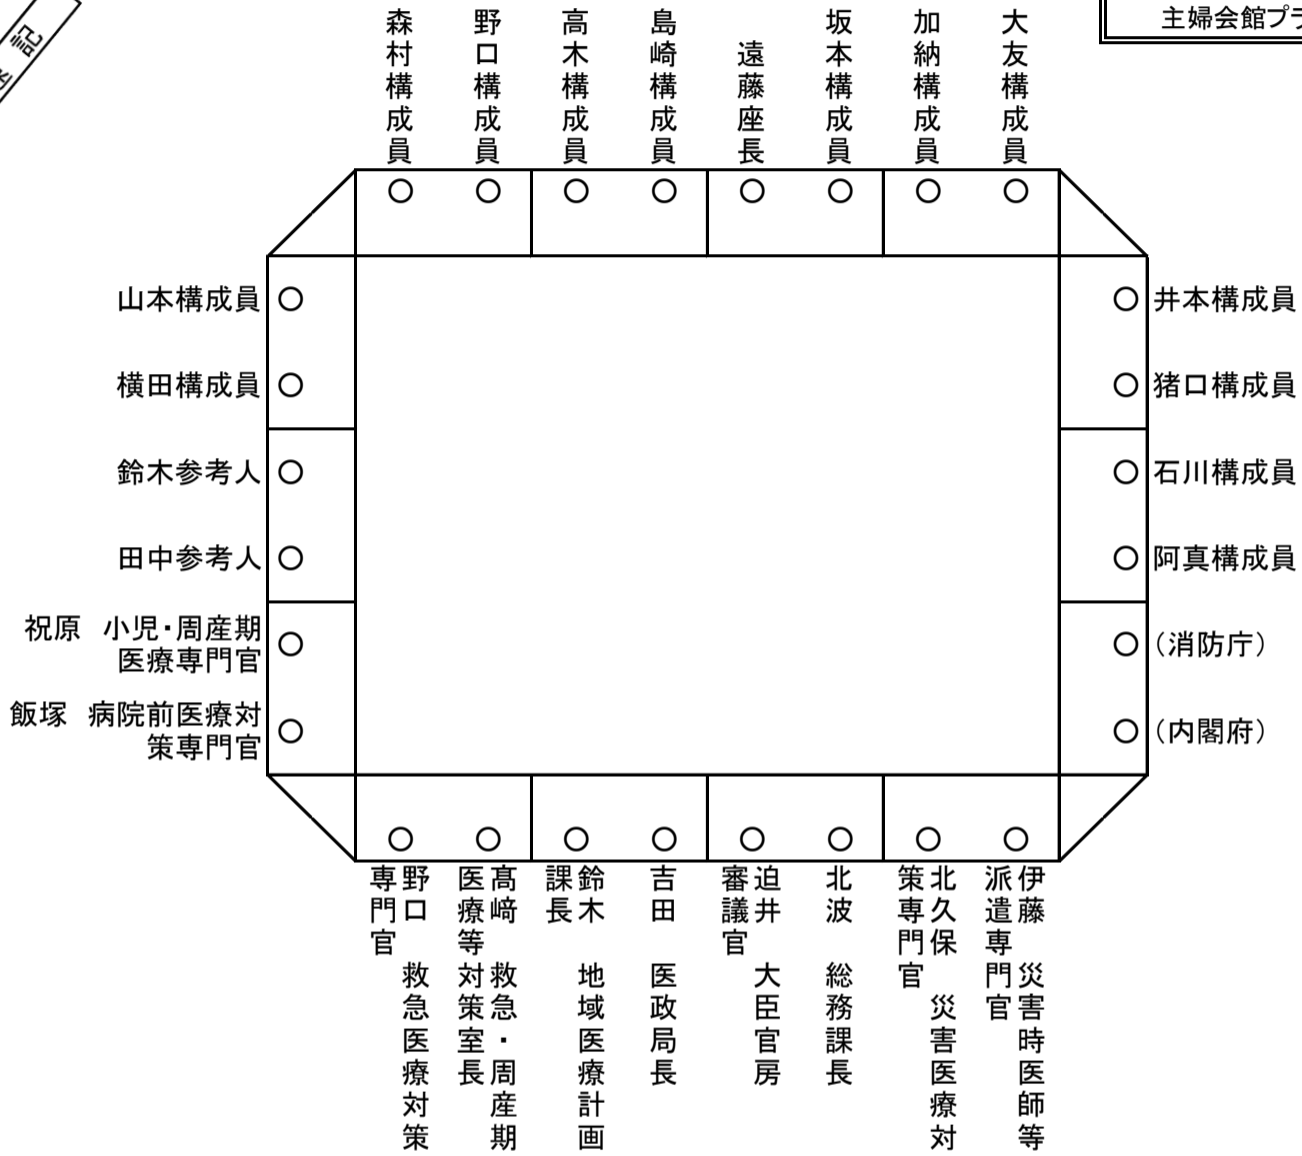 記
主婦会館プラ
森村構成員
野口構成員
高木構成員
島崎構成員
遠藤座長
坂本構成員
加納構成員
大友構成員
山本構成員
横田構成員
鈴木参考人
田中参考人
祝原 小児・周産期
医療専門官
飯塚 病院前医療対
策専門官
井本構成員
猪口構成員
石川構成員
阿真構成員
（消防庁）
（内閣府）
野口 救急医療対策
専門官
髙﨑 救急・周産期
医療等対策室長
鈴木 地域医療計画
課長
吉田 医政局長
迫井 大臣官房
審議官
北波 総務課長
北久保 災害医療対
策専門官
伊藤 災害時医師等
派遣専門官